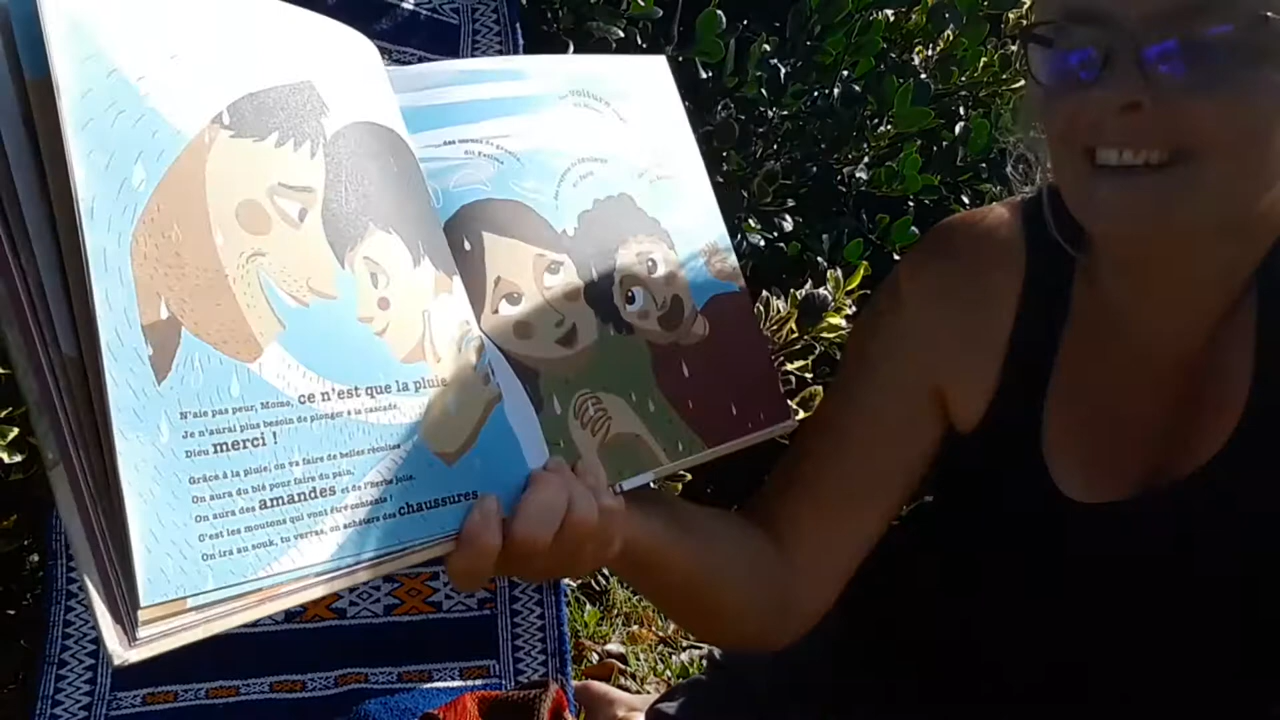 N'aie pas peur, Momo, ce n'est que la pluie
Je n'aurai plus besoin de plonger à la cascade,
Dieu merci !
Grâce à la pluie, on va faire de belles récoltes
On aura du blé pour faire du pain,
On aura des amandes et de l'herbe jolie.
C'est les moutons qui vont être contents !
On ira au souk, tu verras, on achètera des chaussures
voiture
dit Fatima